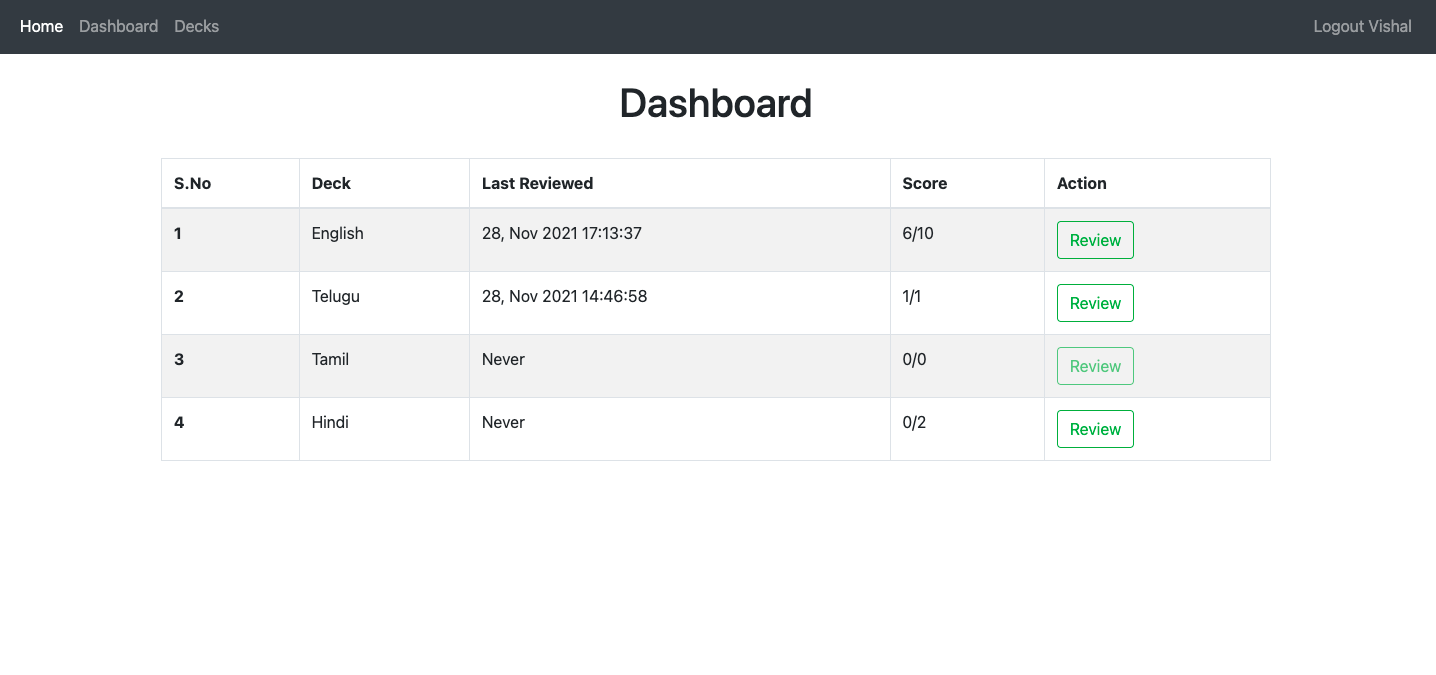 Home Dashboard Decks Logout Vishal
Dashboard
S.No Deck Last Reviewed Score Action
1 English 28, Nov 2021 17:13:37 6/10 Review
2 Telugu 28, Nov 2021 14:46:58 1/1 Review
3 Tamil Never 0/0 Review
4 Hindi Never 0/2 Review